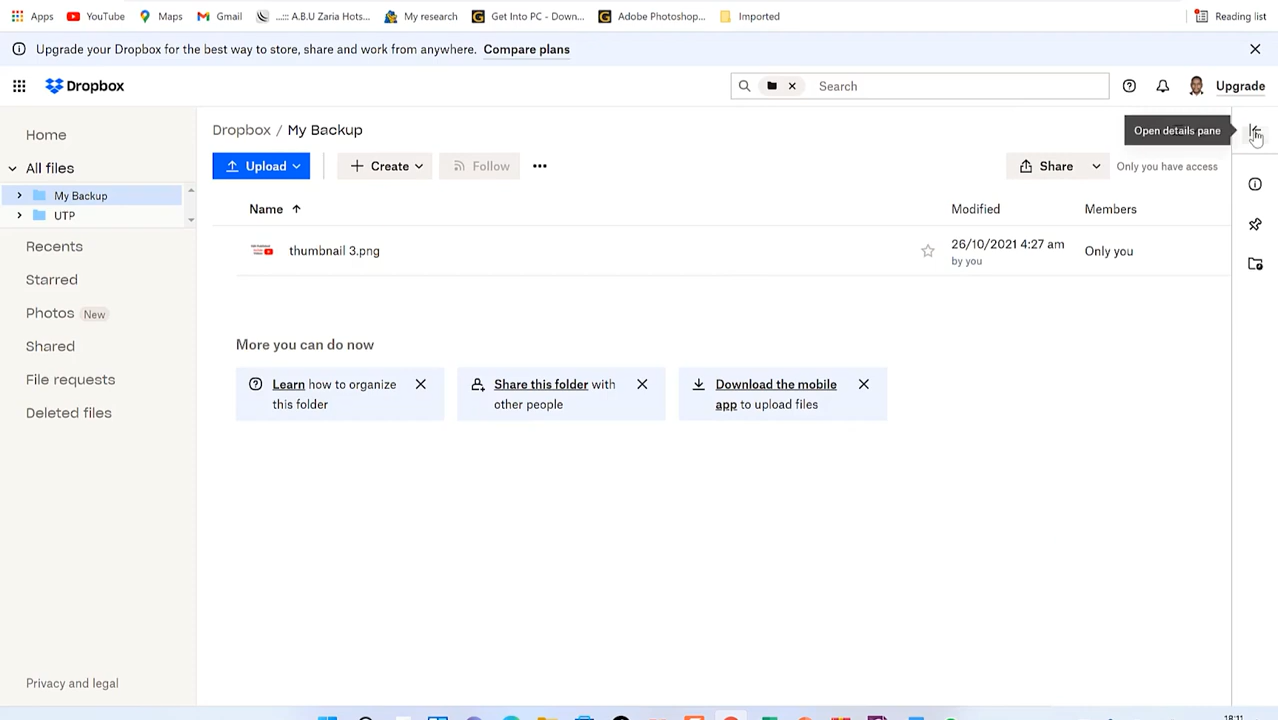 Apps YouTube Maps Gmail ...::: A.B.U Zaria Hots... My research Get Into PC - Down... Adobe Photoshop... Imported Reading list
Upgrade your Dropbox for the best way to store, share and work from anywhere. Compare plans
Dropbox Search Upgrade
Home
All files
My Backup
UTP
Recents
Starred
Photos New
Shared
File requests
Deleted files
Privacy and legal
Dropbox / My Backup
Open details pane
Upload Create Follow Share Only you have access
Name Modified Members
thumbnail 3.png 26/10/2021 4:27 am Only you
by you
More you can do now
Learn how to organize
this folder
Share this folder with
other people
Download the mobile
app to upload files
18:11